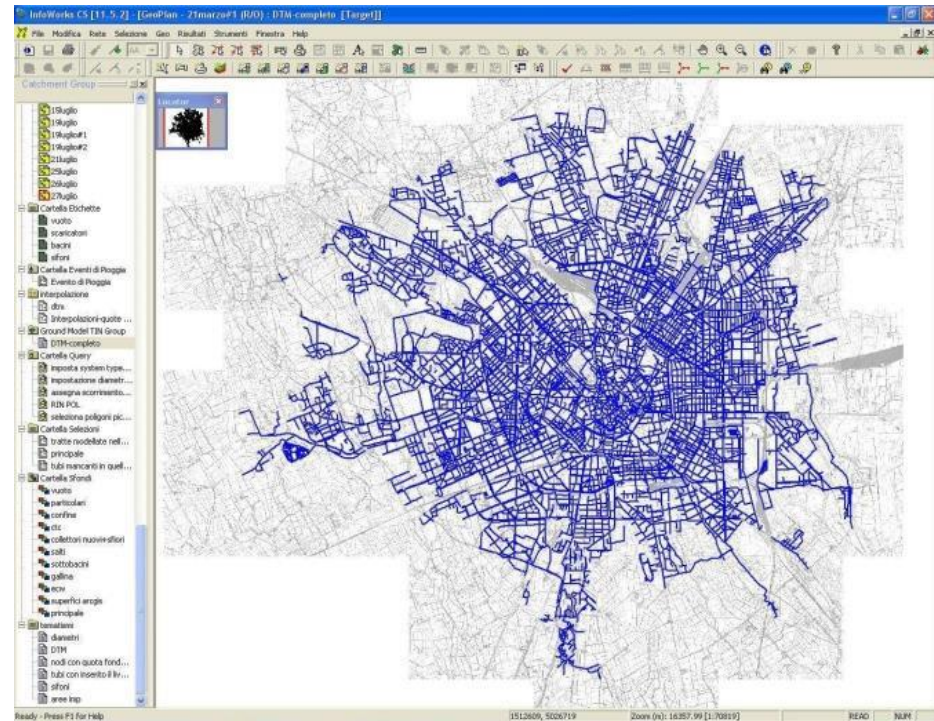 InfoWorks CS [11.5.2] - [GeoPlan - 21marzo#1 (R/O) : DTM-completo [Target]]
File Modifica Rete Selezione Geo Risultati Strumenti Finestra Help
Catchment Group
Locator
15luglio
19luglio
19luglio#1
19luglio#2
21luglio
25luglio
26luglio
27luglio
Cartella Etichette
vuoto
scaricatori
bacini
sifoni
Cartella Eventi di Pioggia
Evento di Pioggia
interpolazione
dtm
Interpolazioni-quote ...
Ground Model TIN Group
DTM-completo
Cartella Query
imposta system type...
impostazione diametr...
assegna scorrimento...
RIN POL
seleziona poligoni pic...
Cartella Selezioni
tratte modellate nell...
principale
tubi mancanti in quell...
Cartella Sfondi
vuoto
particolari
confine
ctc
collettori nuovi+sfiori
salti
sottobacini
gallina
ecw
superfici arcgis
principale
tematismi
diametri
DTM
nodi con quota fond...
tubi con inserito il liv...
sifoni
aree imp
Ready - Press F1 for Help
1512609, 5026719
Zoom (m): 16357.99 [1:70819]
READ
NUM